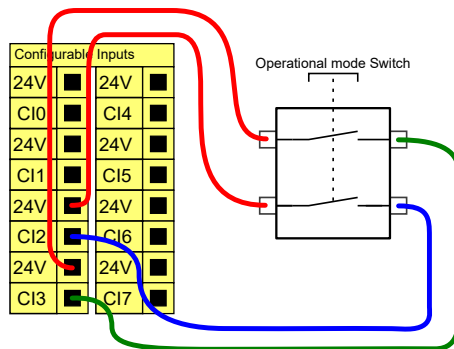 Configurable Inputs
Operational mode Switch
24V 24V
CI0 CI4
24V 24V
CI1 CI5
24V 24V
CI2 CI6
24V 24V
CI3 CI7